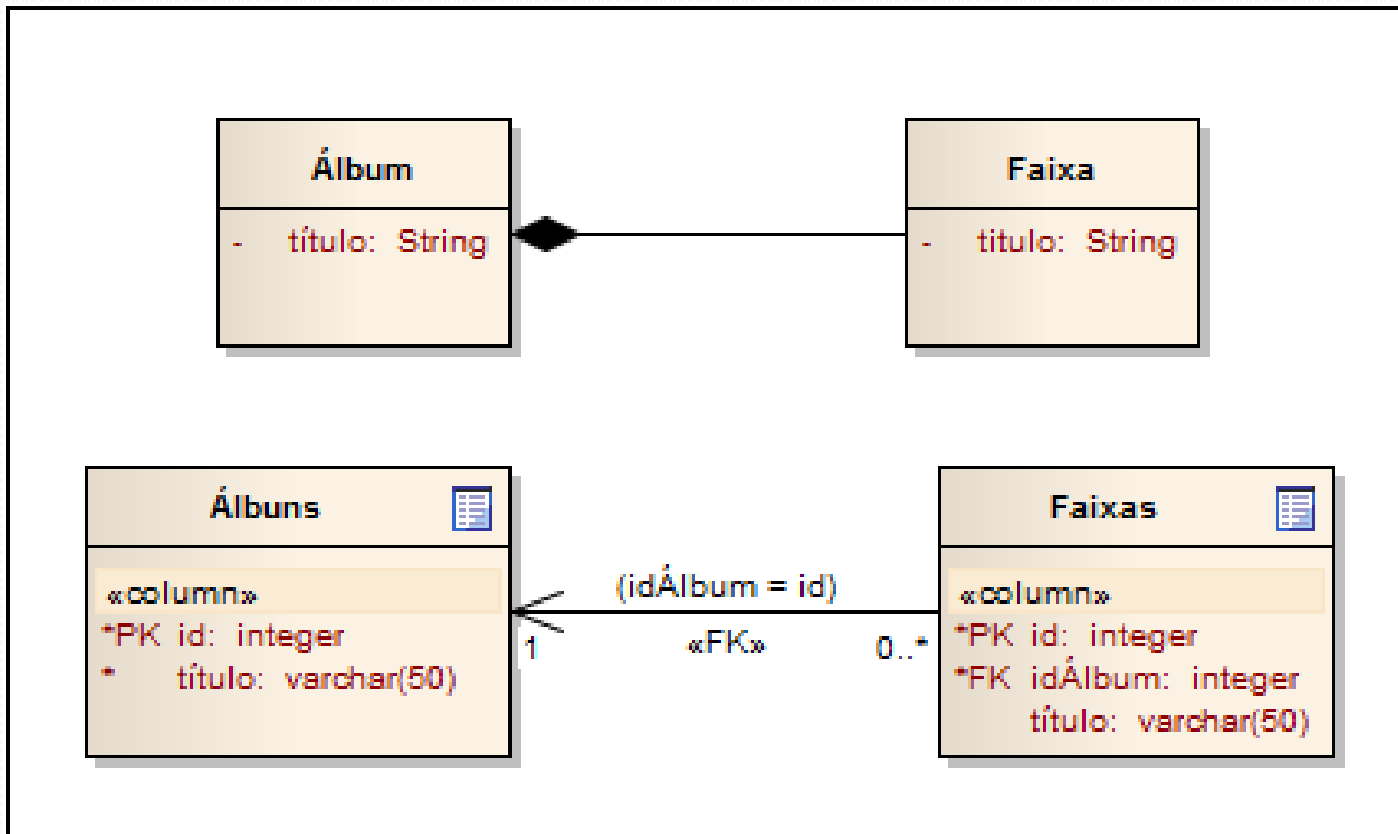 Álbum
- título: String
Faixa
- titulo: String
Álbuns
«column»
*PK id: integer
* título: varchar(50)
(idÁlbum = id)
1 «FK» 0..*
Faixas
«column»
*PK id: integer
*FK idÁlbum: integer
título: varchar(50)